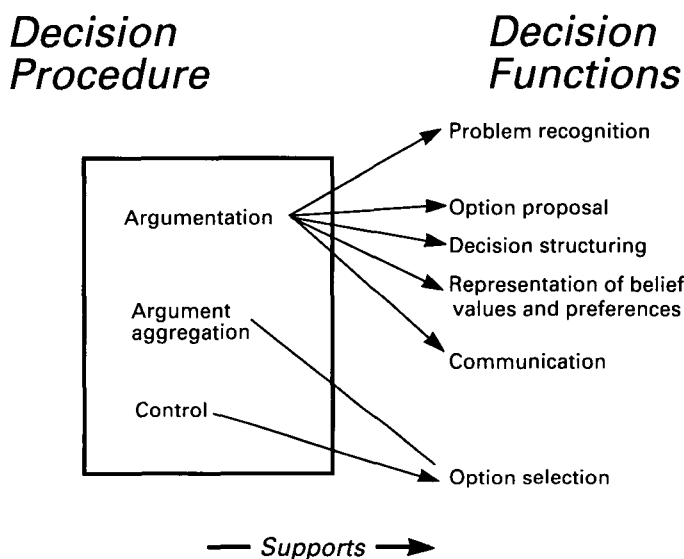 Decision
Procedure
Decision
Functions
Problem recognition
Argumentation
Option proposal
Decision structuring
Representation of belief
values and preferences
Argument
aggregation
Communication
Control
Option selection
Supports